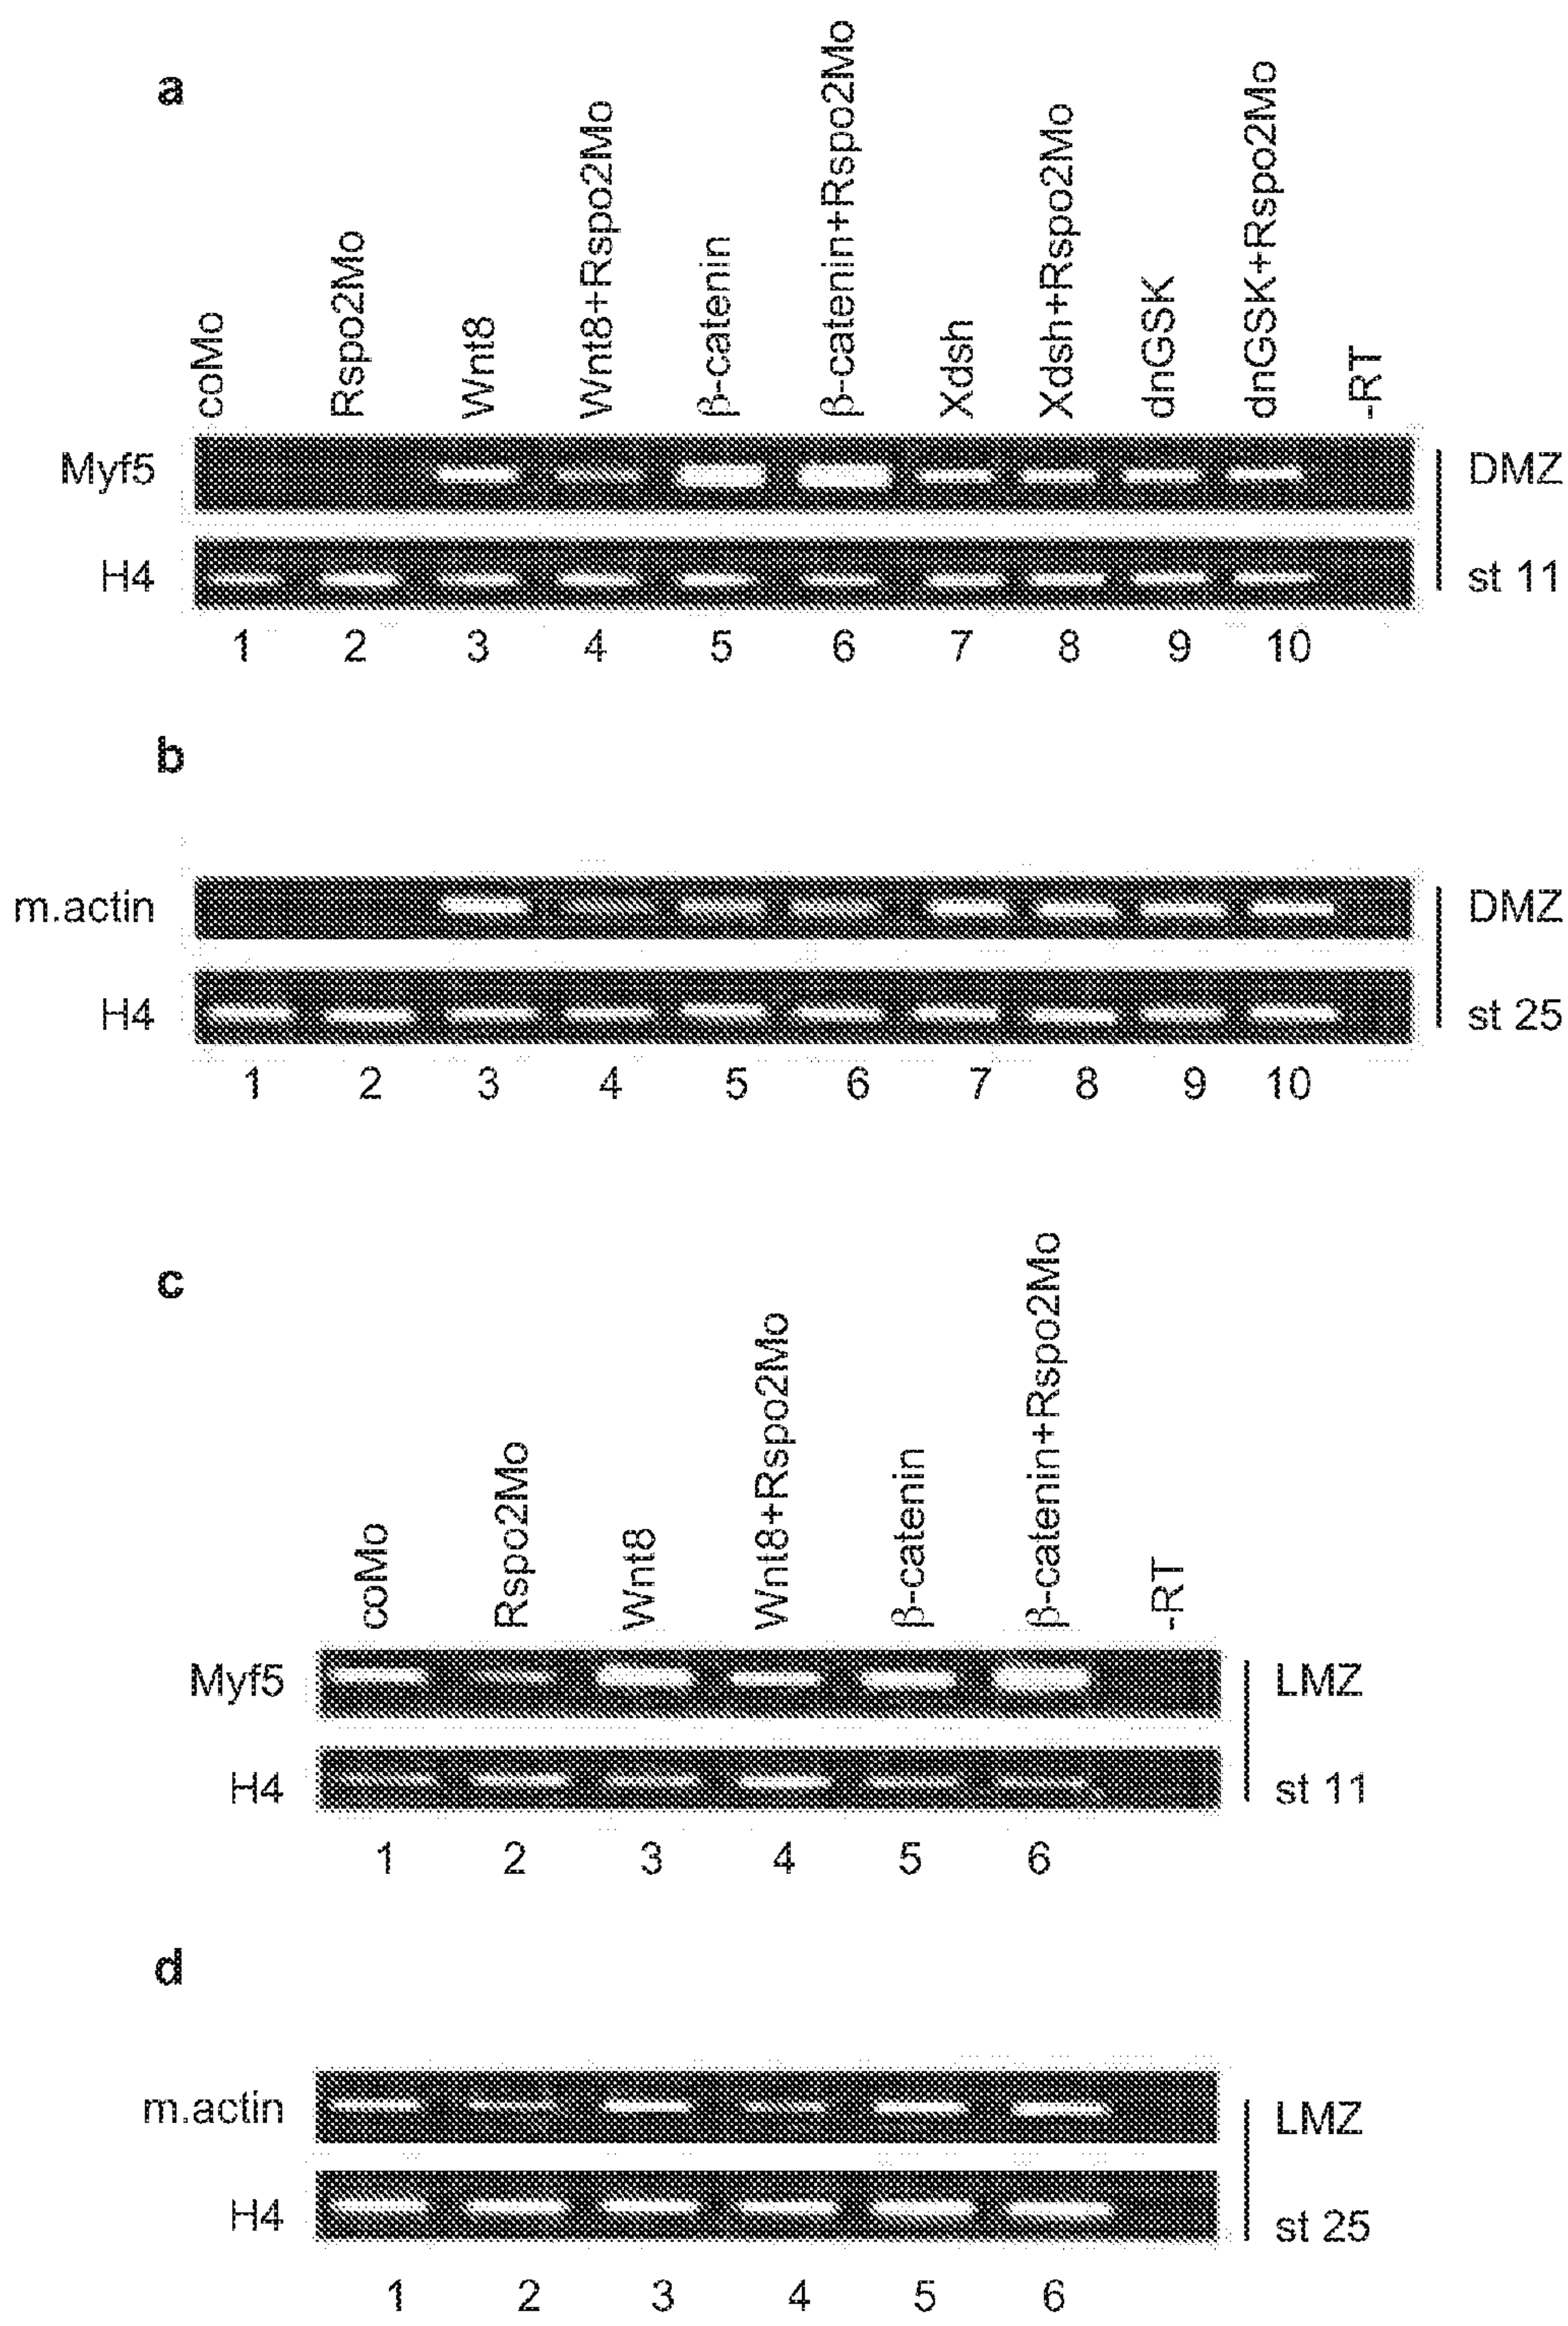 a
coMo
Rspo2Mo
Wnt8
Wnt8+Rspo2Mo
β-catenin
β-catenin+Rspo2Mo
Xdsh
Xdsh+Rspo2Mo
dnGSK
dnGSK+Rspo2Mo
-RT
Myf5
DMZ
H4
st 11
1 2 3 4 5 6 7 8 9 10
b
m.actin
DMZ
H4
st 25
1 2 3 4 5 6 7 8 9 10
c
coMo
Rspo2Mo
Wnt8
Wnt8+Rspo2Mo
β-catenin
β-catenin+Rspo2Mo
-RT
Myf5
LMZ
H4
st 11
1 2 3 4 5 6
d
m.actin
LMZ
H4
st 25
1 2 3 4 5 6